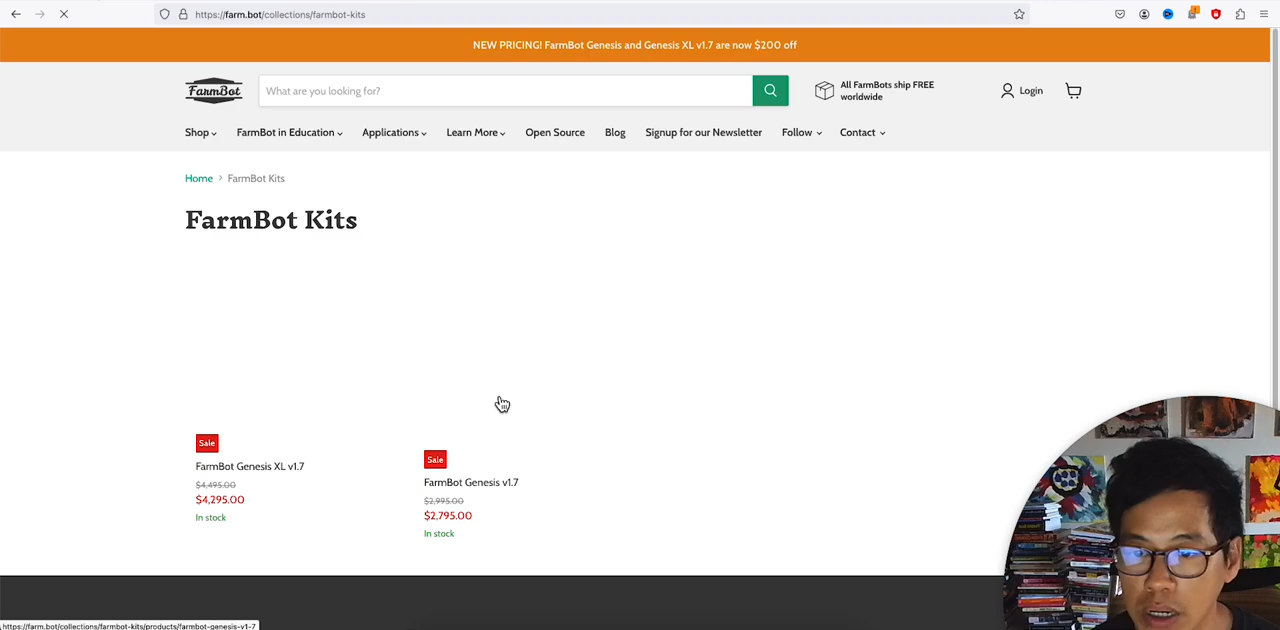 https://farm.bot/collections/farmbot-kits
NEW PRICING! FarmBot Genesis and Genesis XL v1.7 are now $200 off
FarmBot
What are you looking for?
All FarmBots ship FREE
worldwide
Login
Shop
FarmBot in Education
Applications
Learn More
Open Source
Blog
Signup for our Newsletter
Follow
Contact
Home > FarmBot Kits
FarmBot Kits
Sale
FarmBot Genesis XL v1.7
$4,495.00
$4,295.00
In stock
Sale
FarmBot Genesis v1.7
$2,995.00
$2,795.00
In stock
https://farm.bot/collections/farmbot-kits/products/farmbot-genesis-v1-7